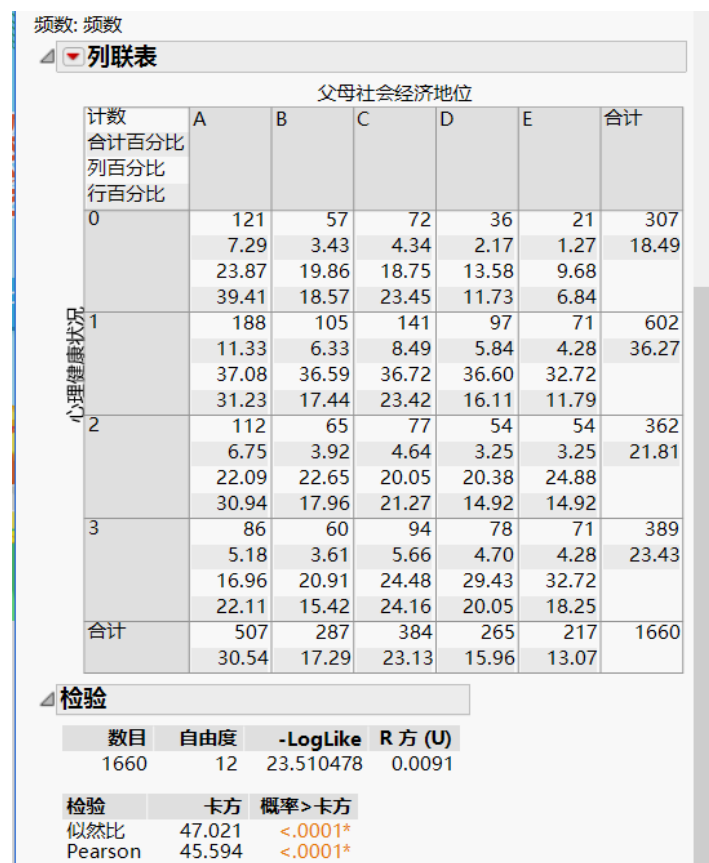 频数: 频数
列联表
父母社会经济地位
计数 A B C D E 合计
合计百分比
列百分比
行百分比
心理健康状况
0 121 57 72 36 21 307
7.29 3.43 4.34 2.17 1.27 18.49
23.87 19.86 18.75 13.58 9.68
39.41 18.57 23.45 11.73 6.84
1 188 105 141 97 71 602
11.33 6.33 8.49 5.84 4.28 36.27
37.08 36.59 36.72 36.60 32.72
31.23 17.44 23.42 16.11 11.79
2 112 65 77 54 54 362
6.75 3.92 4.64 3.25 3.25 21.81
22.09 22.65 20.05 20.38 24.88
30.94 17.96 21.27 14.92 14.92
3 86 60 94 78 71 389
5.18 3.61 5.66 4.70 4.28 23.43
16.96 20.91 24.48 29.43 32.72
22.11 15.42 24.16 20.05 18.25
合计 507 287 384 265 217 1660
30.54 17.29 23.13 15.96 13.07
检验
数目 自由度 -LogLike R 方 (U)
1660 12 23.510478 0.0091
检验 卡方 概率>卡方
似然比 47.021 <.0001*
Pearson 45.594 <.0001*